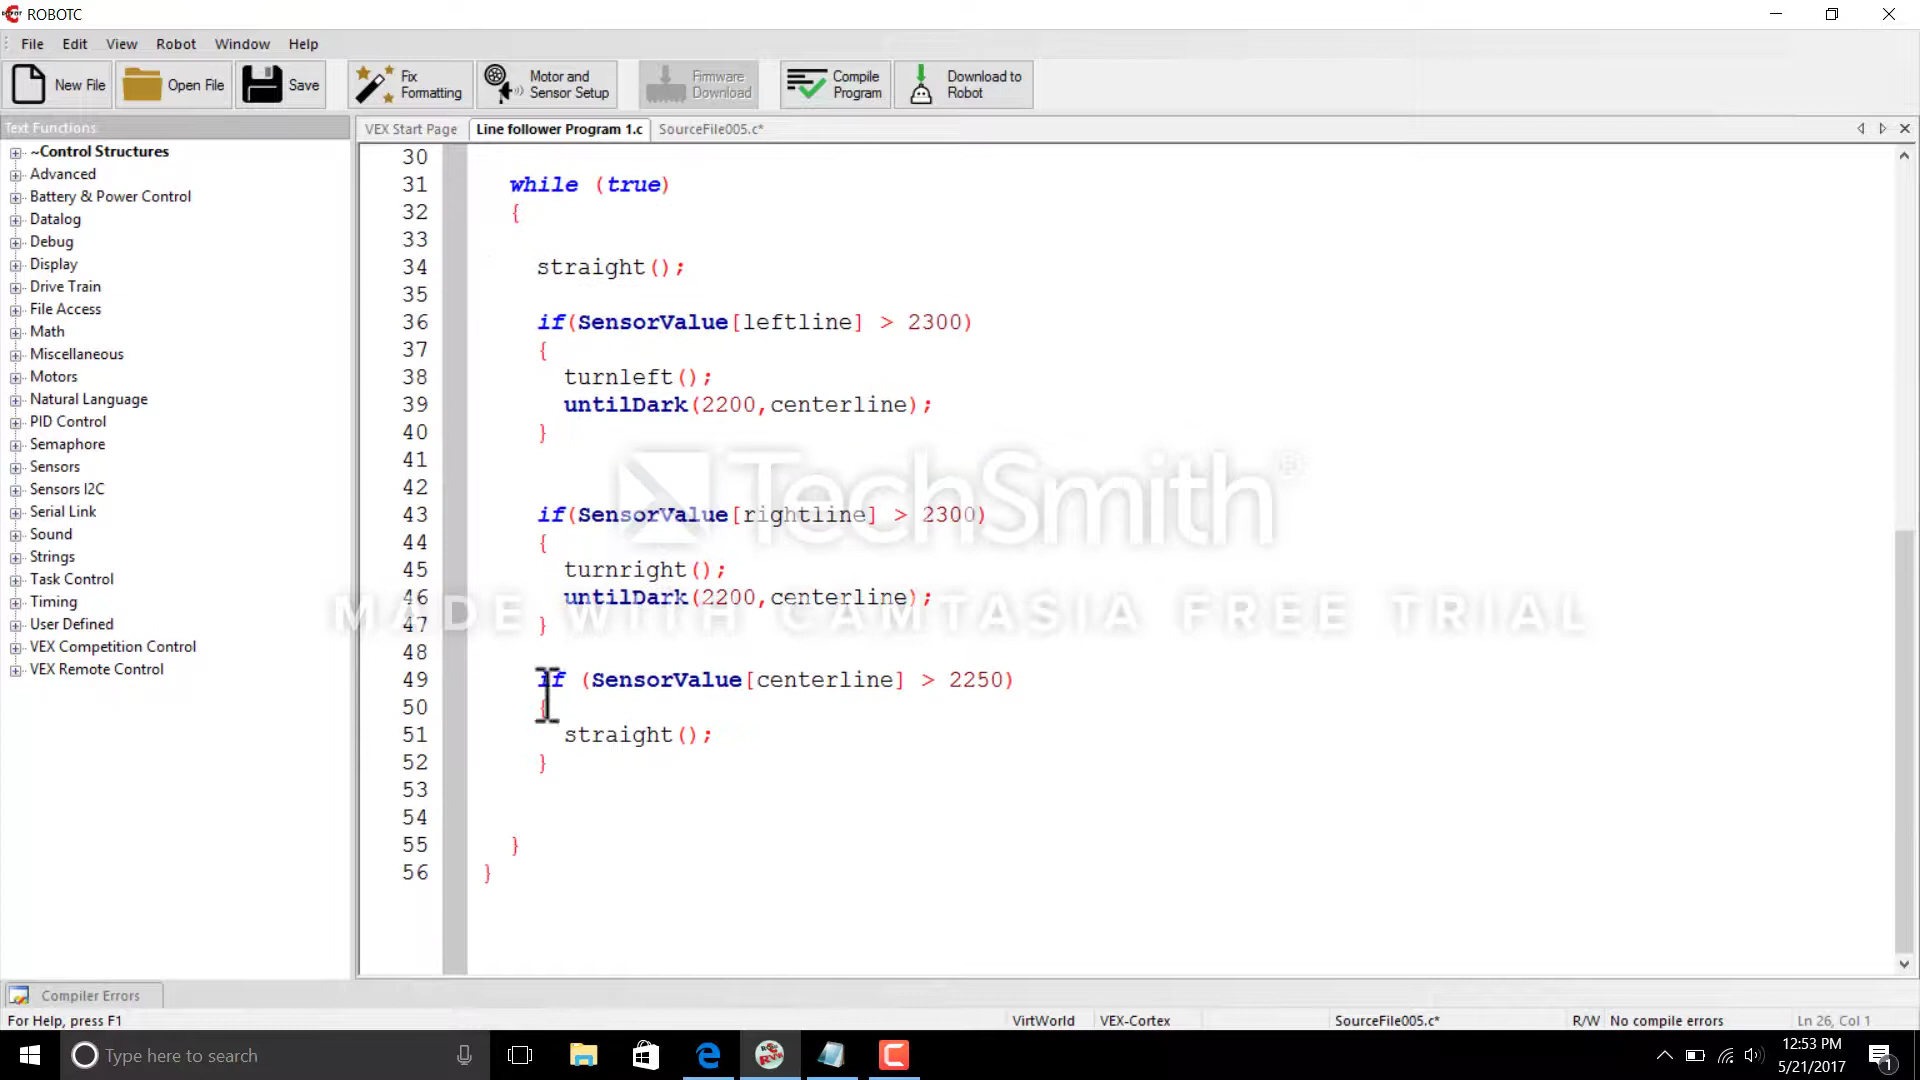 ROBOTC
File Edit View Robot Window Help
New File Open File Save Fix Formatting Motor and Sensor Setup Firmware Download Compile Program Download to Robot
Text Functions
~Control Structures
Advanced
Battery & Power Control
Datalog
Debug
Display
Drive Train
File Access
Math
Miscellaneous
Motors
Natural Language
PID Control
Semaphore
Sensors
Sensors I2C
Serial Link
Sound
Strings
Task Control
Timing
User Defined
VEX Competition Control
VEX Remote Control
VEX Start Page Line follower Program 1.c SourceFile005.c*
30
31 while (true)
32 {
33
34 straight();
35
36 if(SensorValue[leftline] > 2300)
37 {
38 turnleft();
39 untilDark(2200,centerline);
40 }
41
42
43 if(SensorValue[rightline] > 2300)
44 {
45 turnright();
46 untilDark(2200,centerline);
47 }
48
49 if (SensorValue[centerline] > 2250)
50 {
51 straight();
52 }
53
54
55 }
56 }
TechSmith®
MADE WITH CAMTASIA FREE TRIAL
Compiler Errors
For Help, press F1 VirtWorld VEX-Cortex SourceFile005.c* R/W No compile errors Ln 26, Col 1
Type here to search
12:53 PM
5/21/2017
1